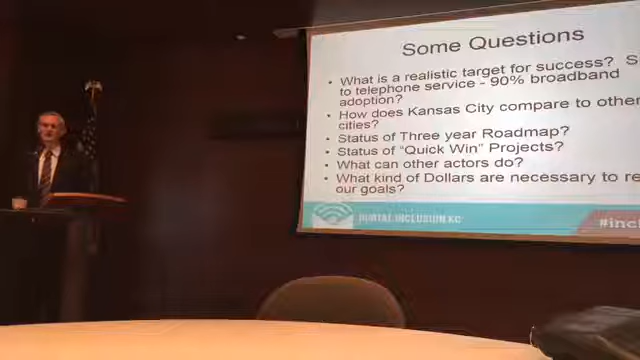 Some Questions
• What is a realistic target for success? S
to telephone service - 90% broadband
adoption?
• How does Kansas City compare to other
cities?
• Status of Three year Roadmap?
• Status of "Quick Win" Projects?
• What can other actors do?
• What kind of Dollars are necessary to re
our goals?
DIGITAL INCLUSION KC
#incl